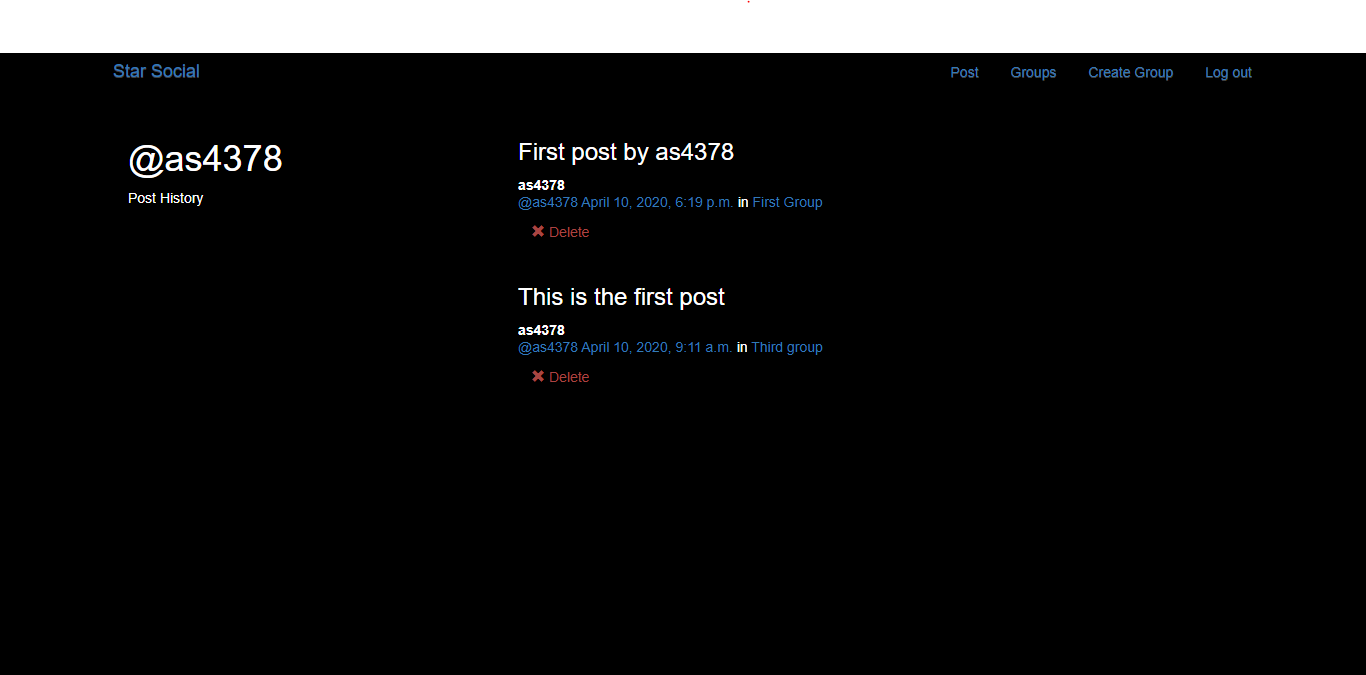 Star Social
Post
Groups
Create Group
Log out
@as4378
Post History
First post by as4378
as4378
@as4378 April 10, 2020, 6:19 p.m. in First Group
✖ Delete
This is the first post
as4378
@as4378 April 10, 2020, 9:11 a.m. in Third group
✖ Delete